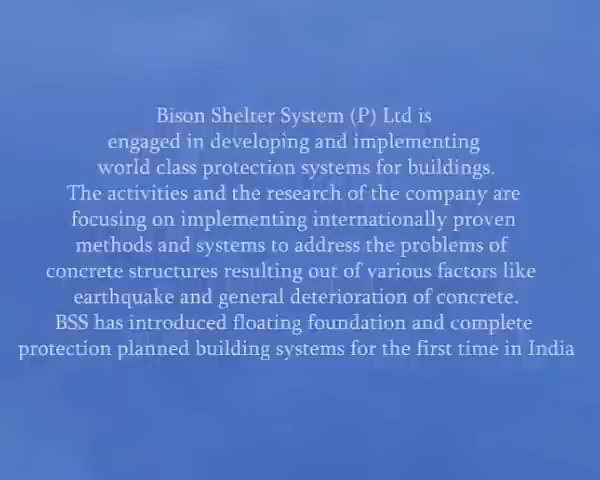 Bison Shelter System (P) Ltd is
engaged in developing and implementing
world class protection systems for buildings.
The activities and the research of the company are
focusing on implementing internationally proven
methods and systems to address the problems of
concrete structures resulting out of various factors like
earthquake and general deterioration of concrete.
BSS has introduced floating foundation and complete
protection planned building systems for the first time in India